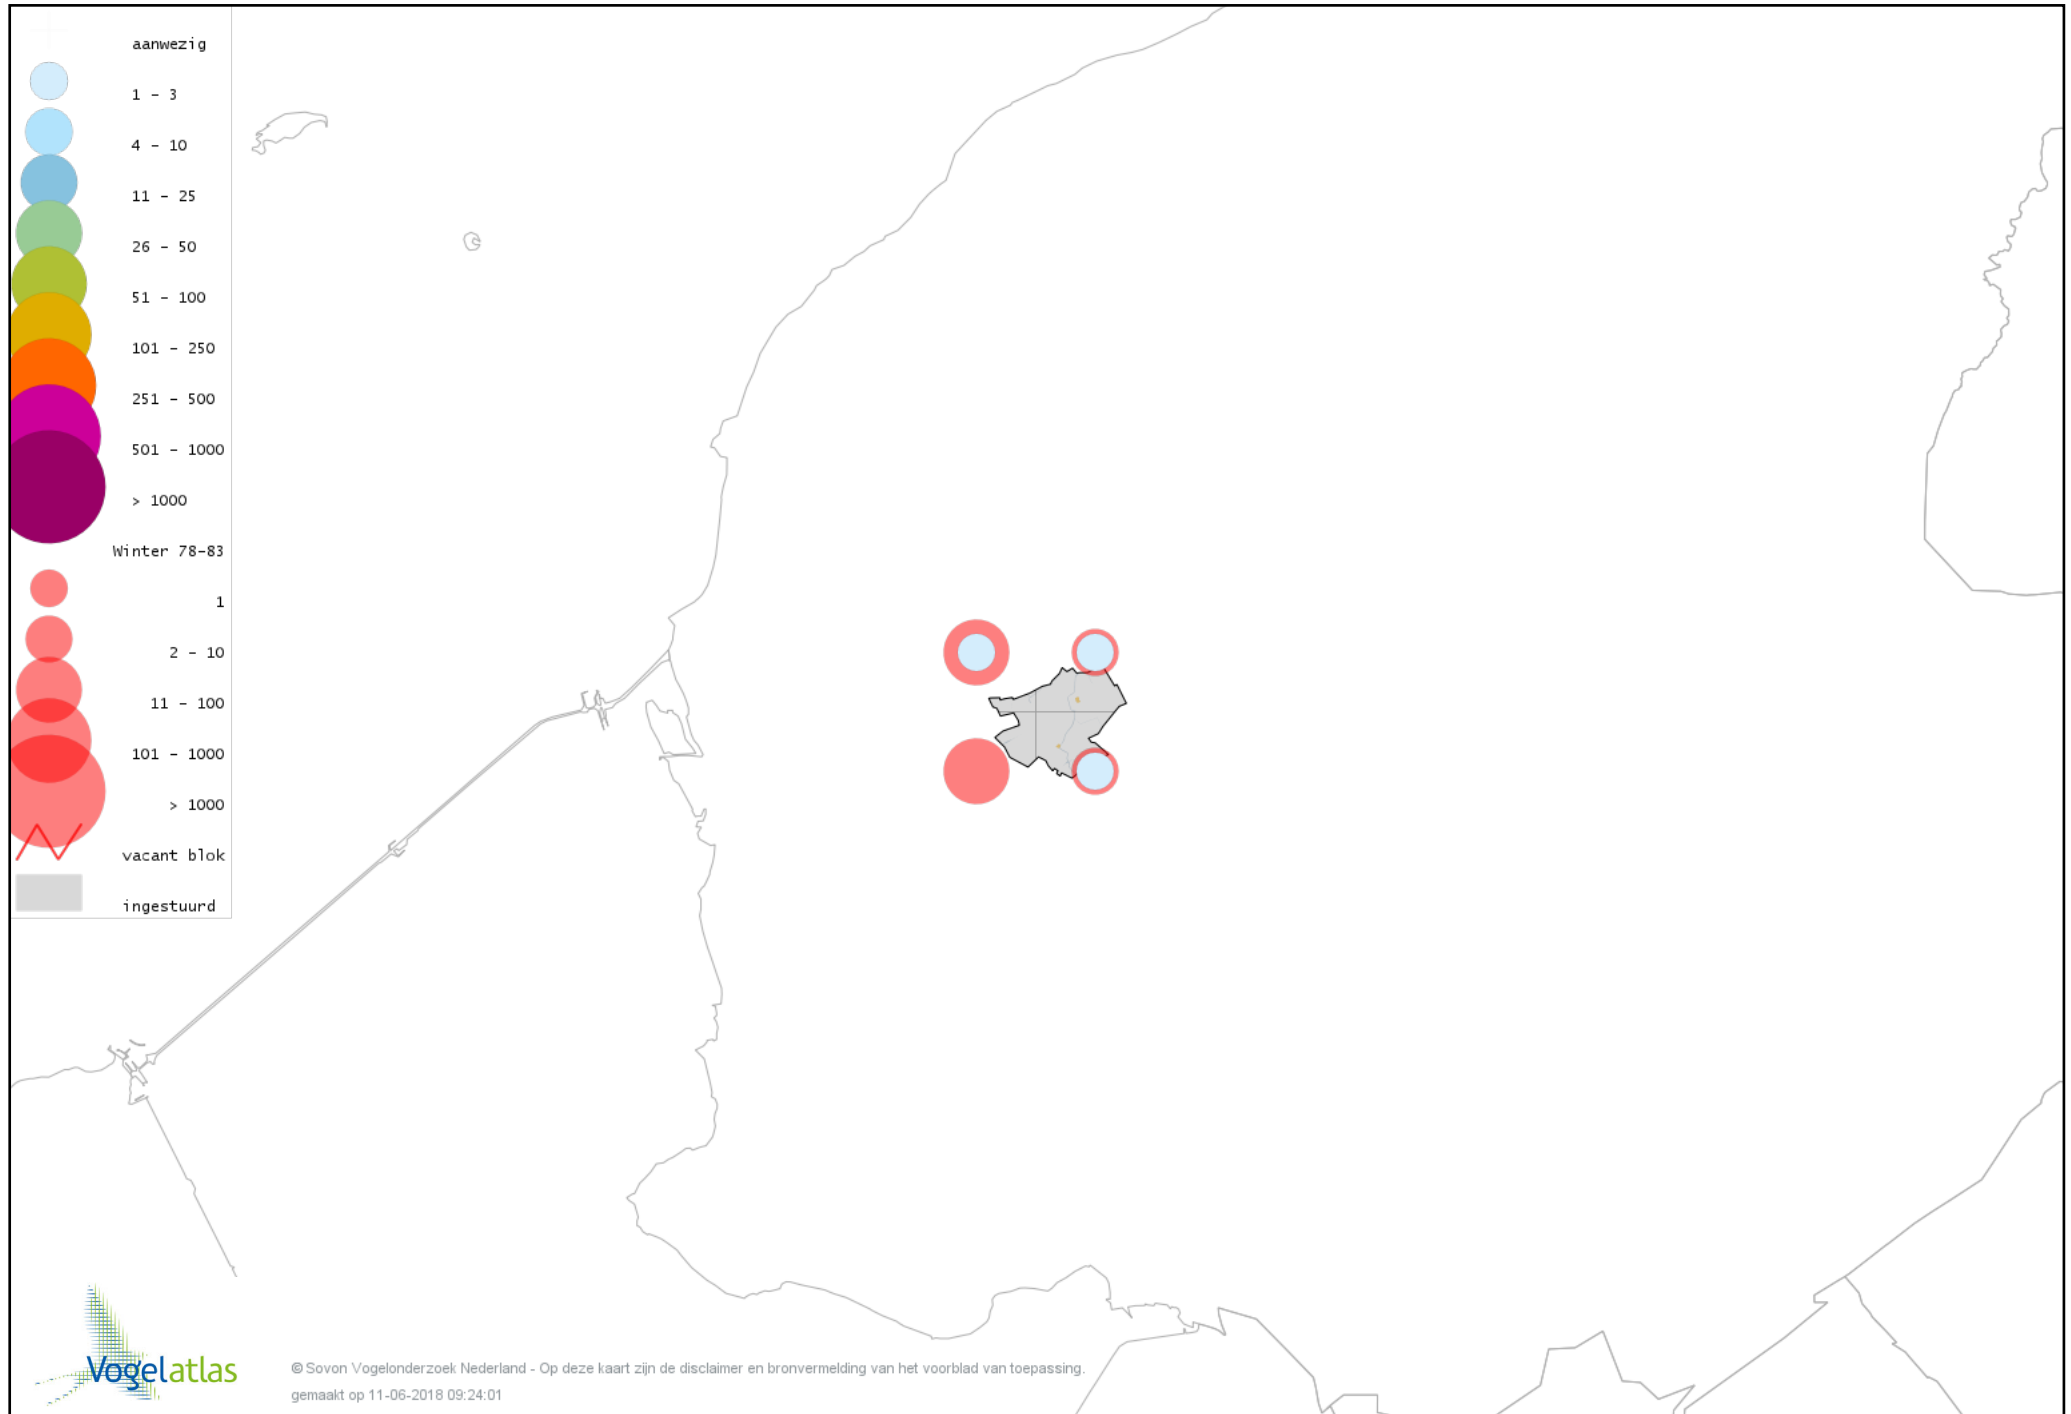 aanwezig
1 - 3
4 - 10
11 - 25
26 - 50
51 - 100
101 - 250
251 - 500
501 - 1000
> 1000
Winter 78-83
1
2 - 10
11 - 100
101 - 1000
> 1000
vacant blok
ingestuurd
Vogelatlas
© Sovon Vogelonderzoek Nederland - Op deze kaart zijn de disclaimer en bronvermelding van het voorblad van toepassing.
gemaakt op 11-06-2018 09:24:01